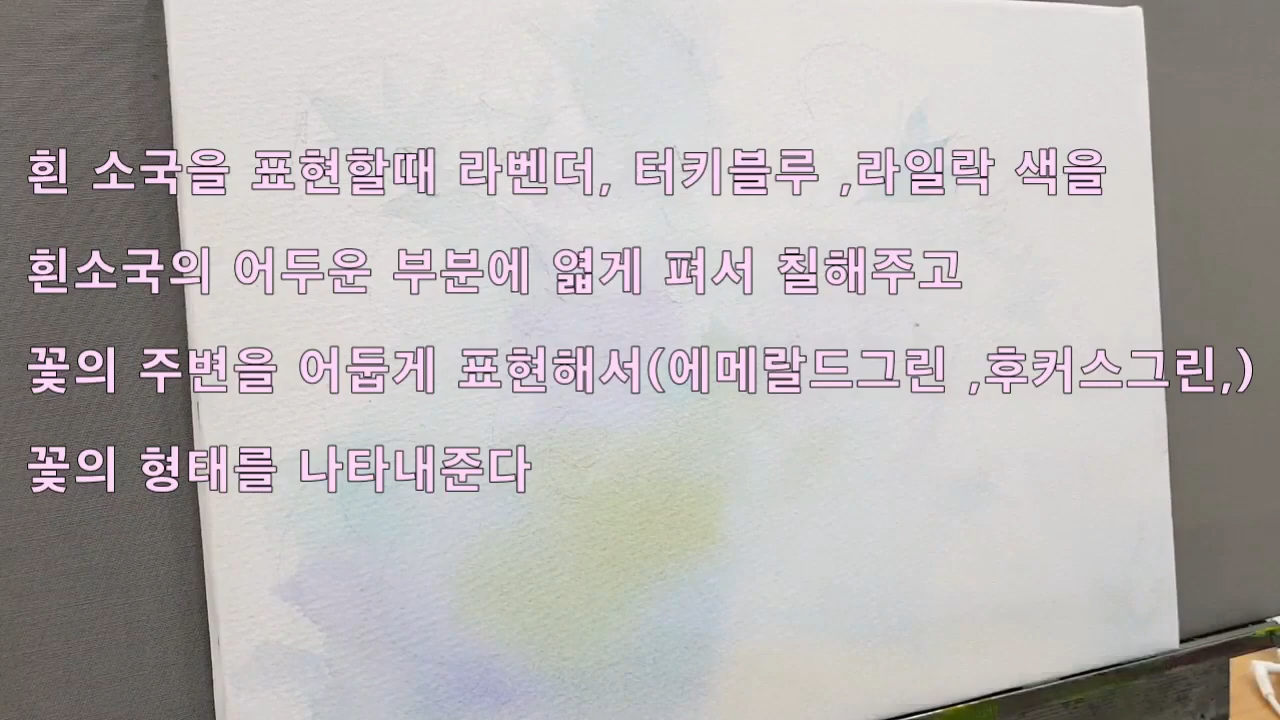 흰 소국을 표현할때 라벤더, 터키블루 ,라일락 색을
흰소국의 어두운 부분에 엷게 펴서 칠해주고
꽃의 주변을 어둡게 표현해서(에메랄드그린 ,후커스그린,)
꽃의 형태를 나타내준다